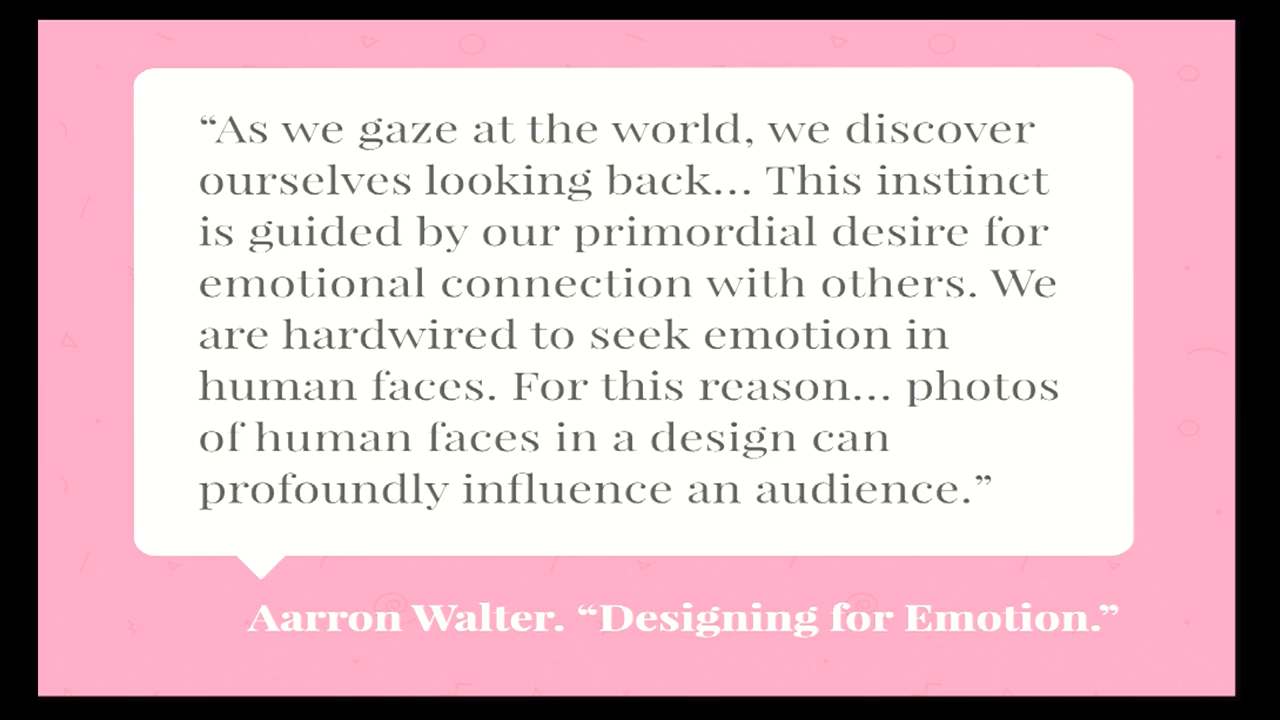 “As we gaze at the world, we discover
ourselves looking back... This instinct
is guided by our primordial desire for
emotional connection with others. We
are hardwired to seek emotion in
human faces. For this reason... photos
of human faces in a design can
profoundly influence an audience.”
Aarron Walter. “Designing for Emotion.”